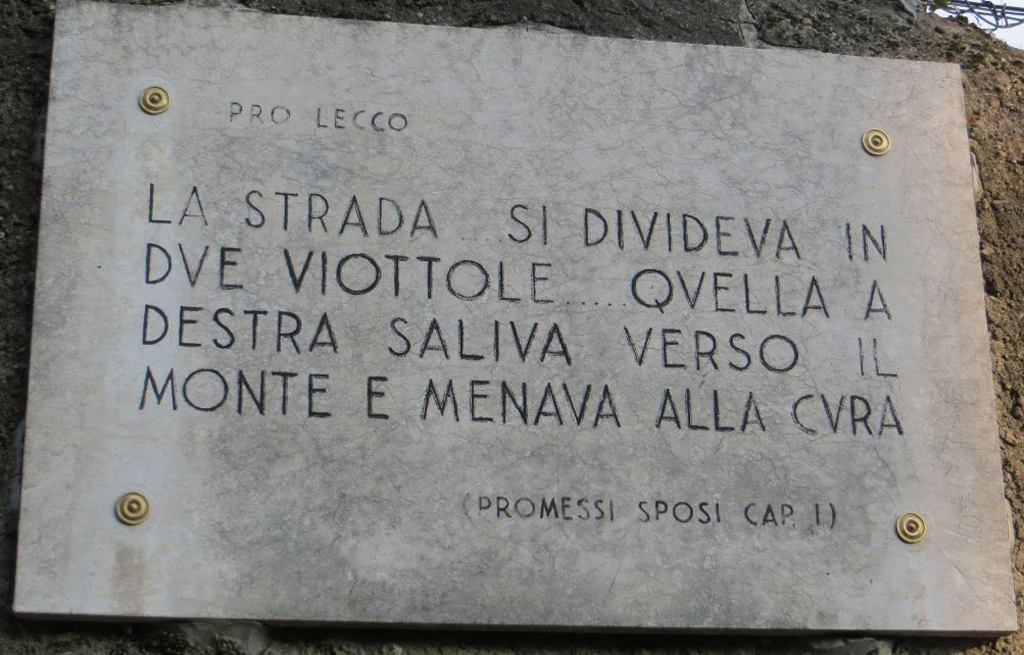 PRO LECCO
LA STRADA .... SI DIVIDEVA IN
DVE VIOTTOLE ..... QVELLA A
DESTRA SALIVA VERSO IL
MONTE E MENAVA ALLA CVRA
(PROMESSI SPOSI CAP. I)